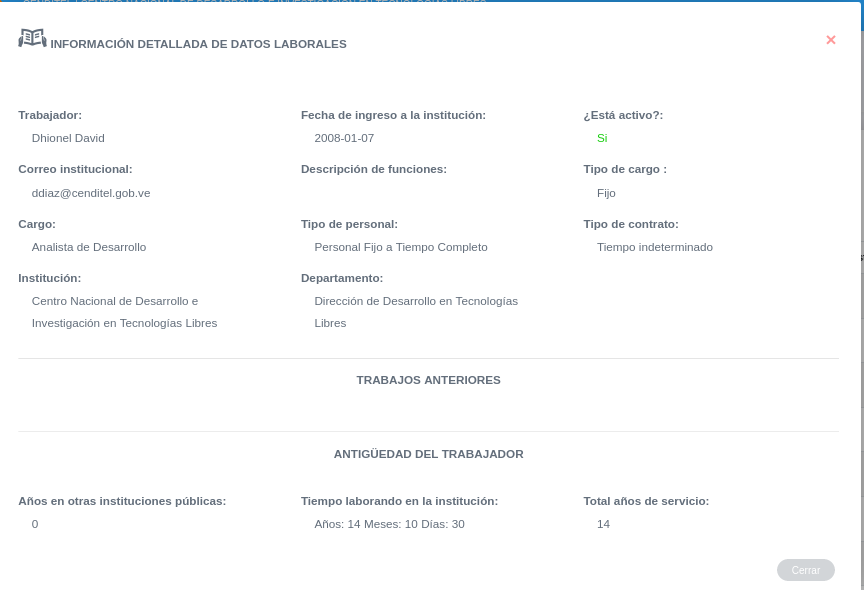 INFORMACIÓN DETALLADA DE DATOS LABORALES
Trabajador:
Fecha de ingreso a la institución:
¿Está activo?:
Dhionel David
2008-01-07
Si
Correo institucional:
Descripción de funciones:
Tipo de cargo :
ddiaz@cenditel.gob.ve
Fijo
Cargo:
Tipo de personal:
Tipo de contrato:
Analista de Desarrollo
Personal Fijo a Tiempo Completo
Tiempo indeterminado
Institución:
Departamento:
Centro Nacional de Desarrollo e
Dirección de Desarrollo en Tecnologías
Investigación en Tecnologías Libres
Libres
TRABAJOS ANTERIORES
ANTIGÜEDAD DEL TRABAJADOR
Años en otras instituciones públicas:
Tiempo laborando en la institución:
Total años de servicio:
0
Años: 14 Meses: 10 Días: 30
14
Cerrar